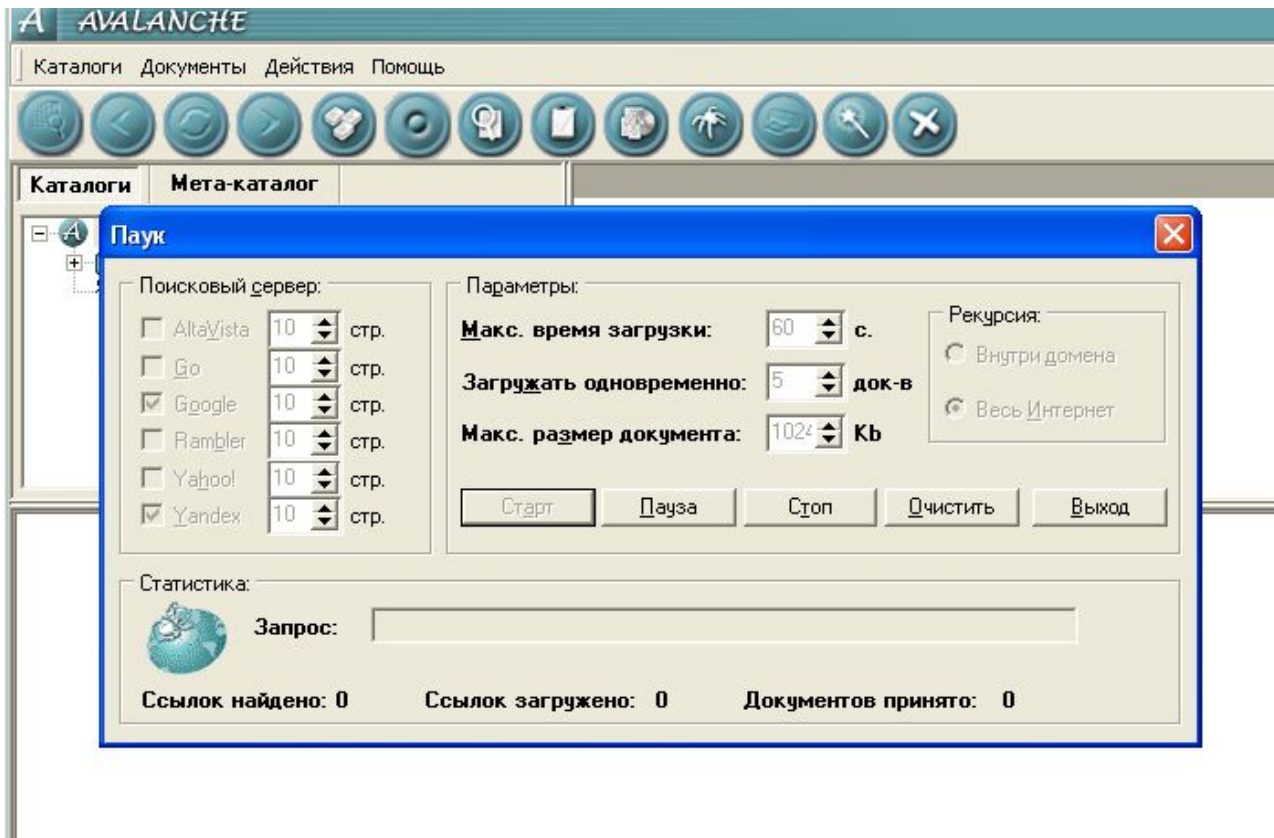 A AVALANCHE
Каталоги Документы Действия Помощь
Каталоги Мета-каталог
A
Паук
Поисковый сервер:
AltaVista 10 стр.
Go 10 стр.
Google 10 стр.
Rambler 10 стр.
Yahoo! 10 стр.
Yandex 10 стр.
Параметры:
Макс. время загрузки: 60 с.
Загружать одновременно: 5 док-в
Макс. размер документа: 1024 Kb
Рекурсия:
Внутри домена
Весь Интернет
Старт Пауза Стоп Очистить Выход
Статистика:
Запрос:
Ссылок найдено: 0 Ссылок загружено: 0 Документов принято: 0